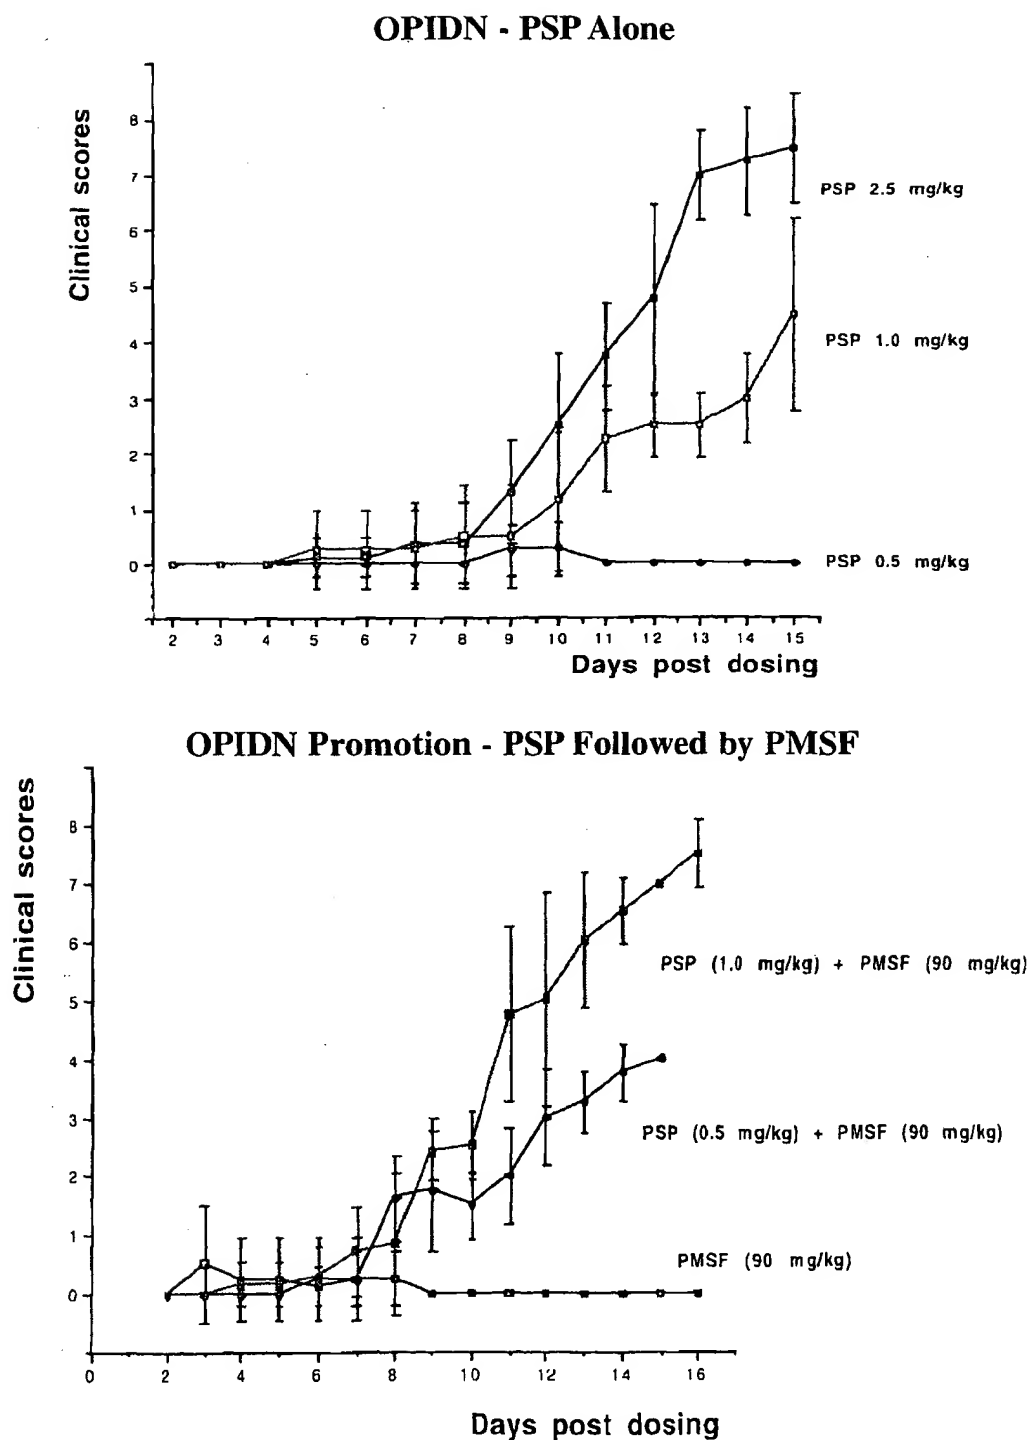 OPIDN - PSP Alone
Clinical scores
8
7
6
5
4
3
2
1
0
PSP 2.5 mg/kg
PSP 1.0 mg/kg
PSP 0.5 mg/kg
2 3 4 5 6 7 8 9 10 11 12 13 14 15
Days post dosing
OPIDN Promotion - PSP Followed by PMSF
Clinical scores
8
7
6
5
4
3
2
1
0
PSP (1.0 mg/kg) + PMSF (90 mg/kg)
PSP (0.5 mg/kg) + PMSF (90 mg/kg)
PMSF (90 mg/kg)
0 2 4 6 8 10 12 14 16
Days post dosing